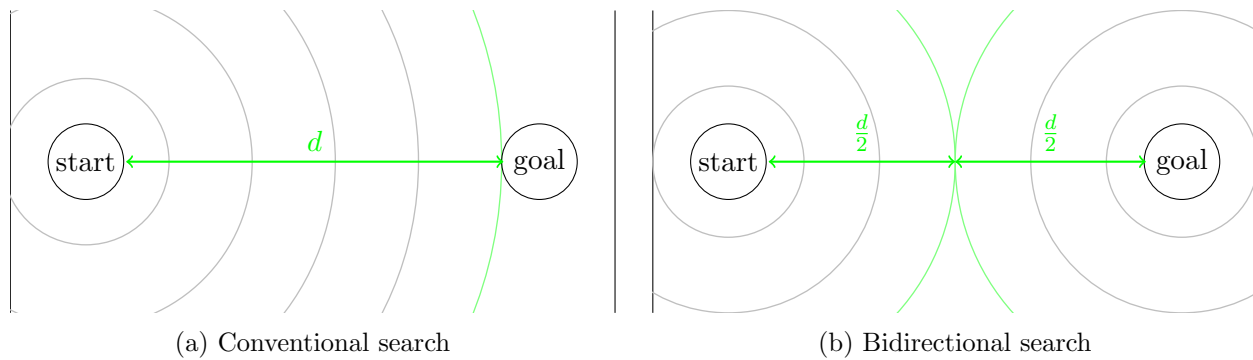 start
d
goal
start
d/2
d/2
goal
(a) Conventional search
(b) Bidirectional search